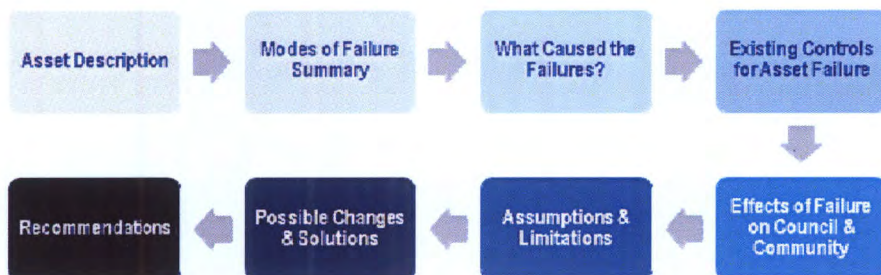 Asset Description
Modes of Failure
Summary
What Caused the
Failures?
Existing Controls
for Asset Failure
Effects of Failure
on Council &
Community
Assumptions &
Limitations
Possible Changes
& Solutions
Recommendations